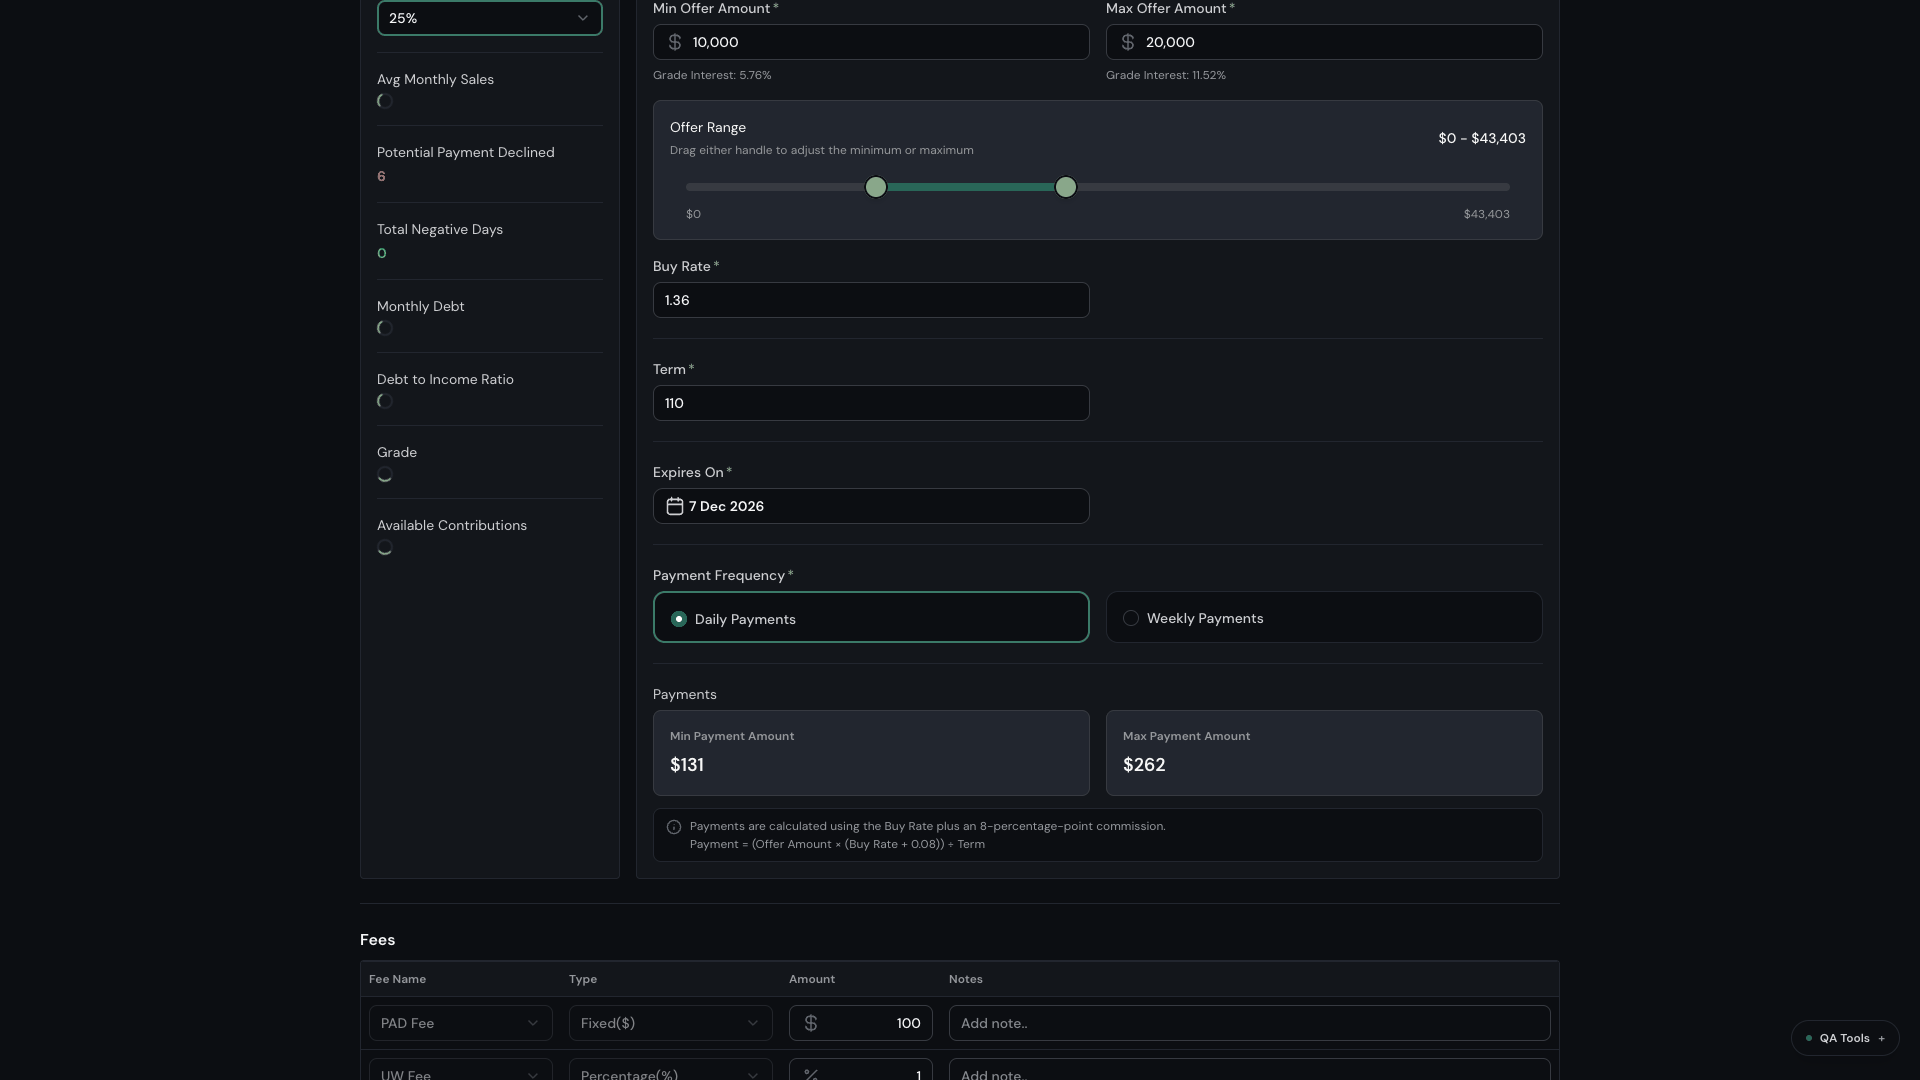 25%
Avg Monthly Sales
Potential Payment Declined
6
Total Negative Days
0
Monthly Debt
Debt to Income Ratio
Grade
Available Contributions
Min Offer Amount *
Max Offer Amount *
$ 10,000
$ 20,000
Grade Interest: 5.76%
Grade Interest: 11.52%
Offer Range
Drag either handle to adjust the minimum or maximum
$0 - $43,403
$0
$43,403
Buy Rate *
1.36
Term *
110
Expires On *
7 Dec 2026
Payment Frequency *
Daily Payments
Weekly Payments
Payments
Min Payment Amount
$131
Max Payment Amount
$262
Payments are calculated using the Buy Rate plus an 8-percentage-point commission.
Payment = (Offer Amount × (Buy Rate + 0.08)) ÷ Term
Fees
Fee Name Type Amount Notes
PAD Fee Fixed($) $ 100 Add note..
UW Fee Percentage(%) % 1 Add note..
QA Tools +